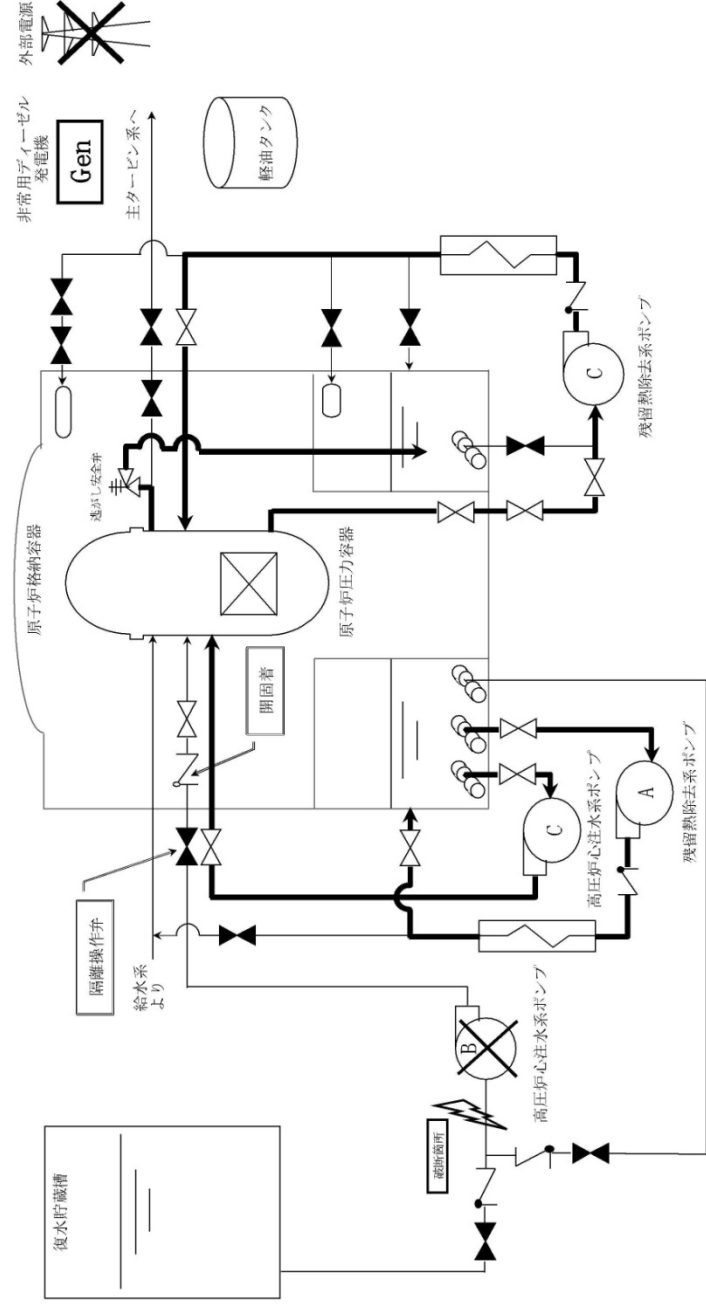 外部電源
非常用ディーゼル
発電機
Gen
主タービン系へ
軽油タンク
原子炉格納容器
逃がし安全弁
原子炉圧力容器
C
残留熱除去系ポンプ
開固着
隔離操作弁
給水系
より
C
高圧炉心注水系ポンプ
A
残留熱除去系ポンプ
B
高圧炉心注水系ポンプ
破断箇所
復水貯蔵槽